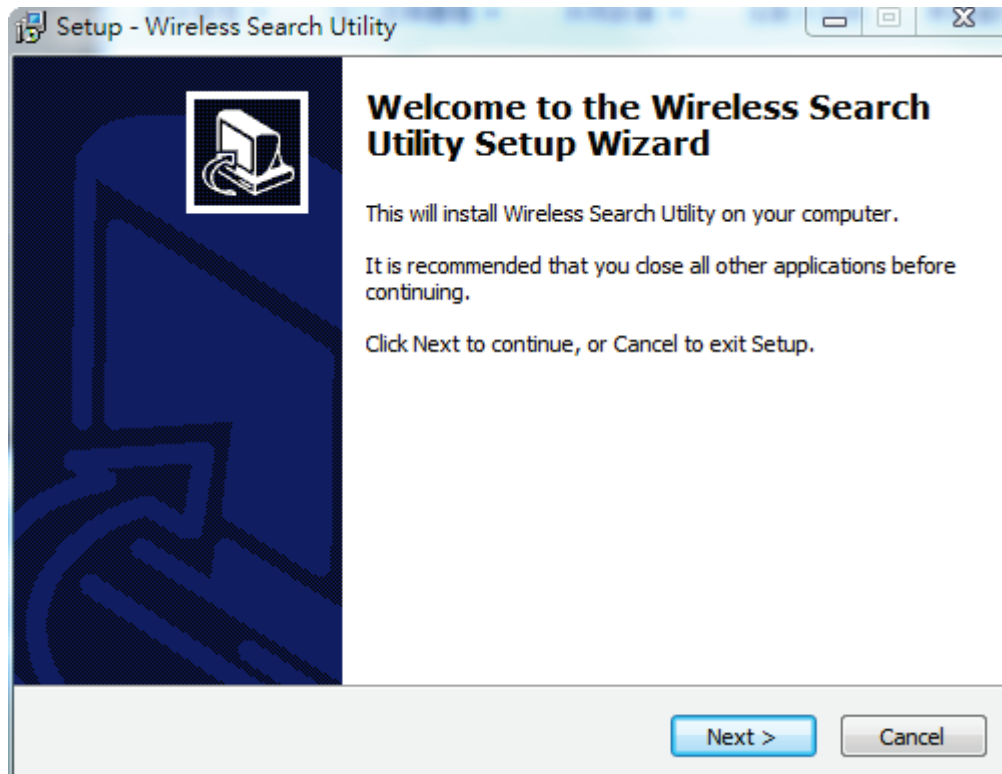 Setup - Wireless Search Utility
Welcome to the Wireless Search
Utility Setup Wizard
This will install Wireless Search Utility on your computer.
It is recommended that you close all other applications before
continuing.
Click Next to continue, or Cancel to exit Setup.
Next >
Cancel